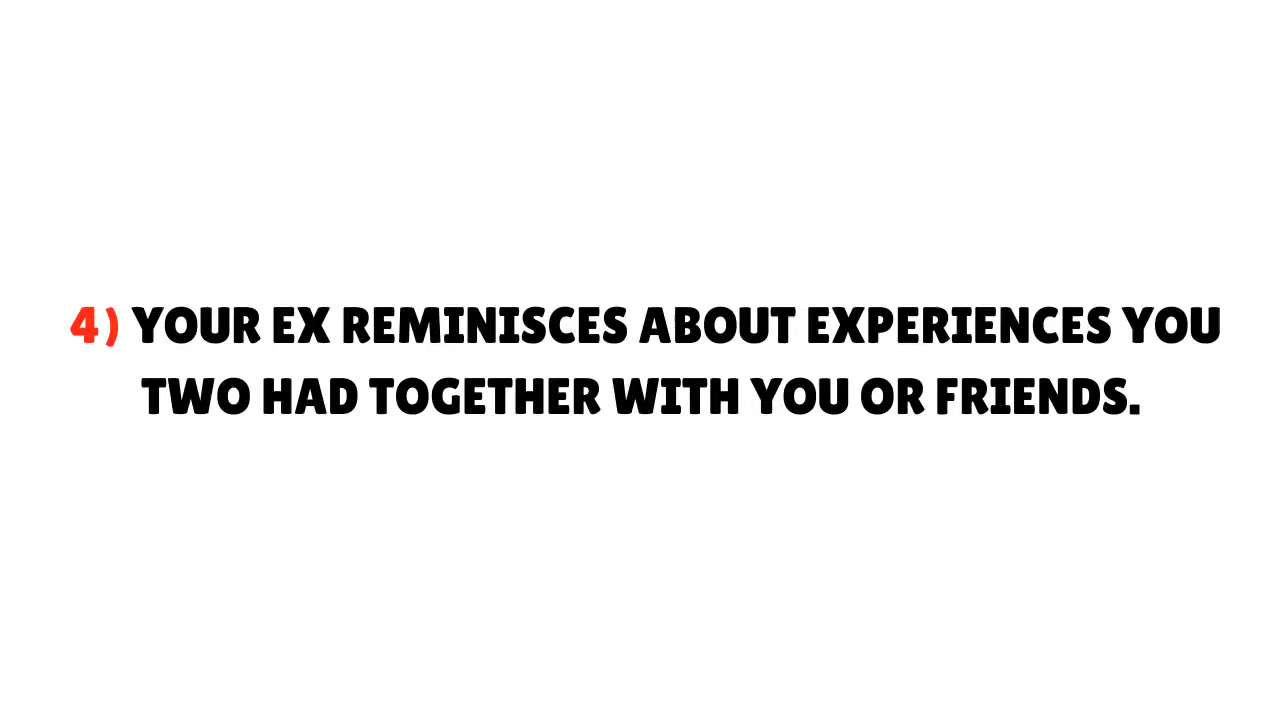 4) YOUR EX REMINISCES ABOUT EXPERIENCES YOU
TWO HAD TOGETHER WITH YOU OR FRIENDS.